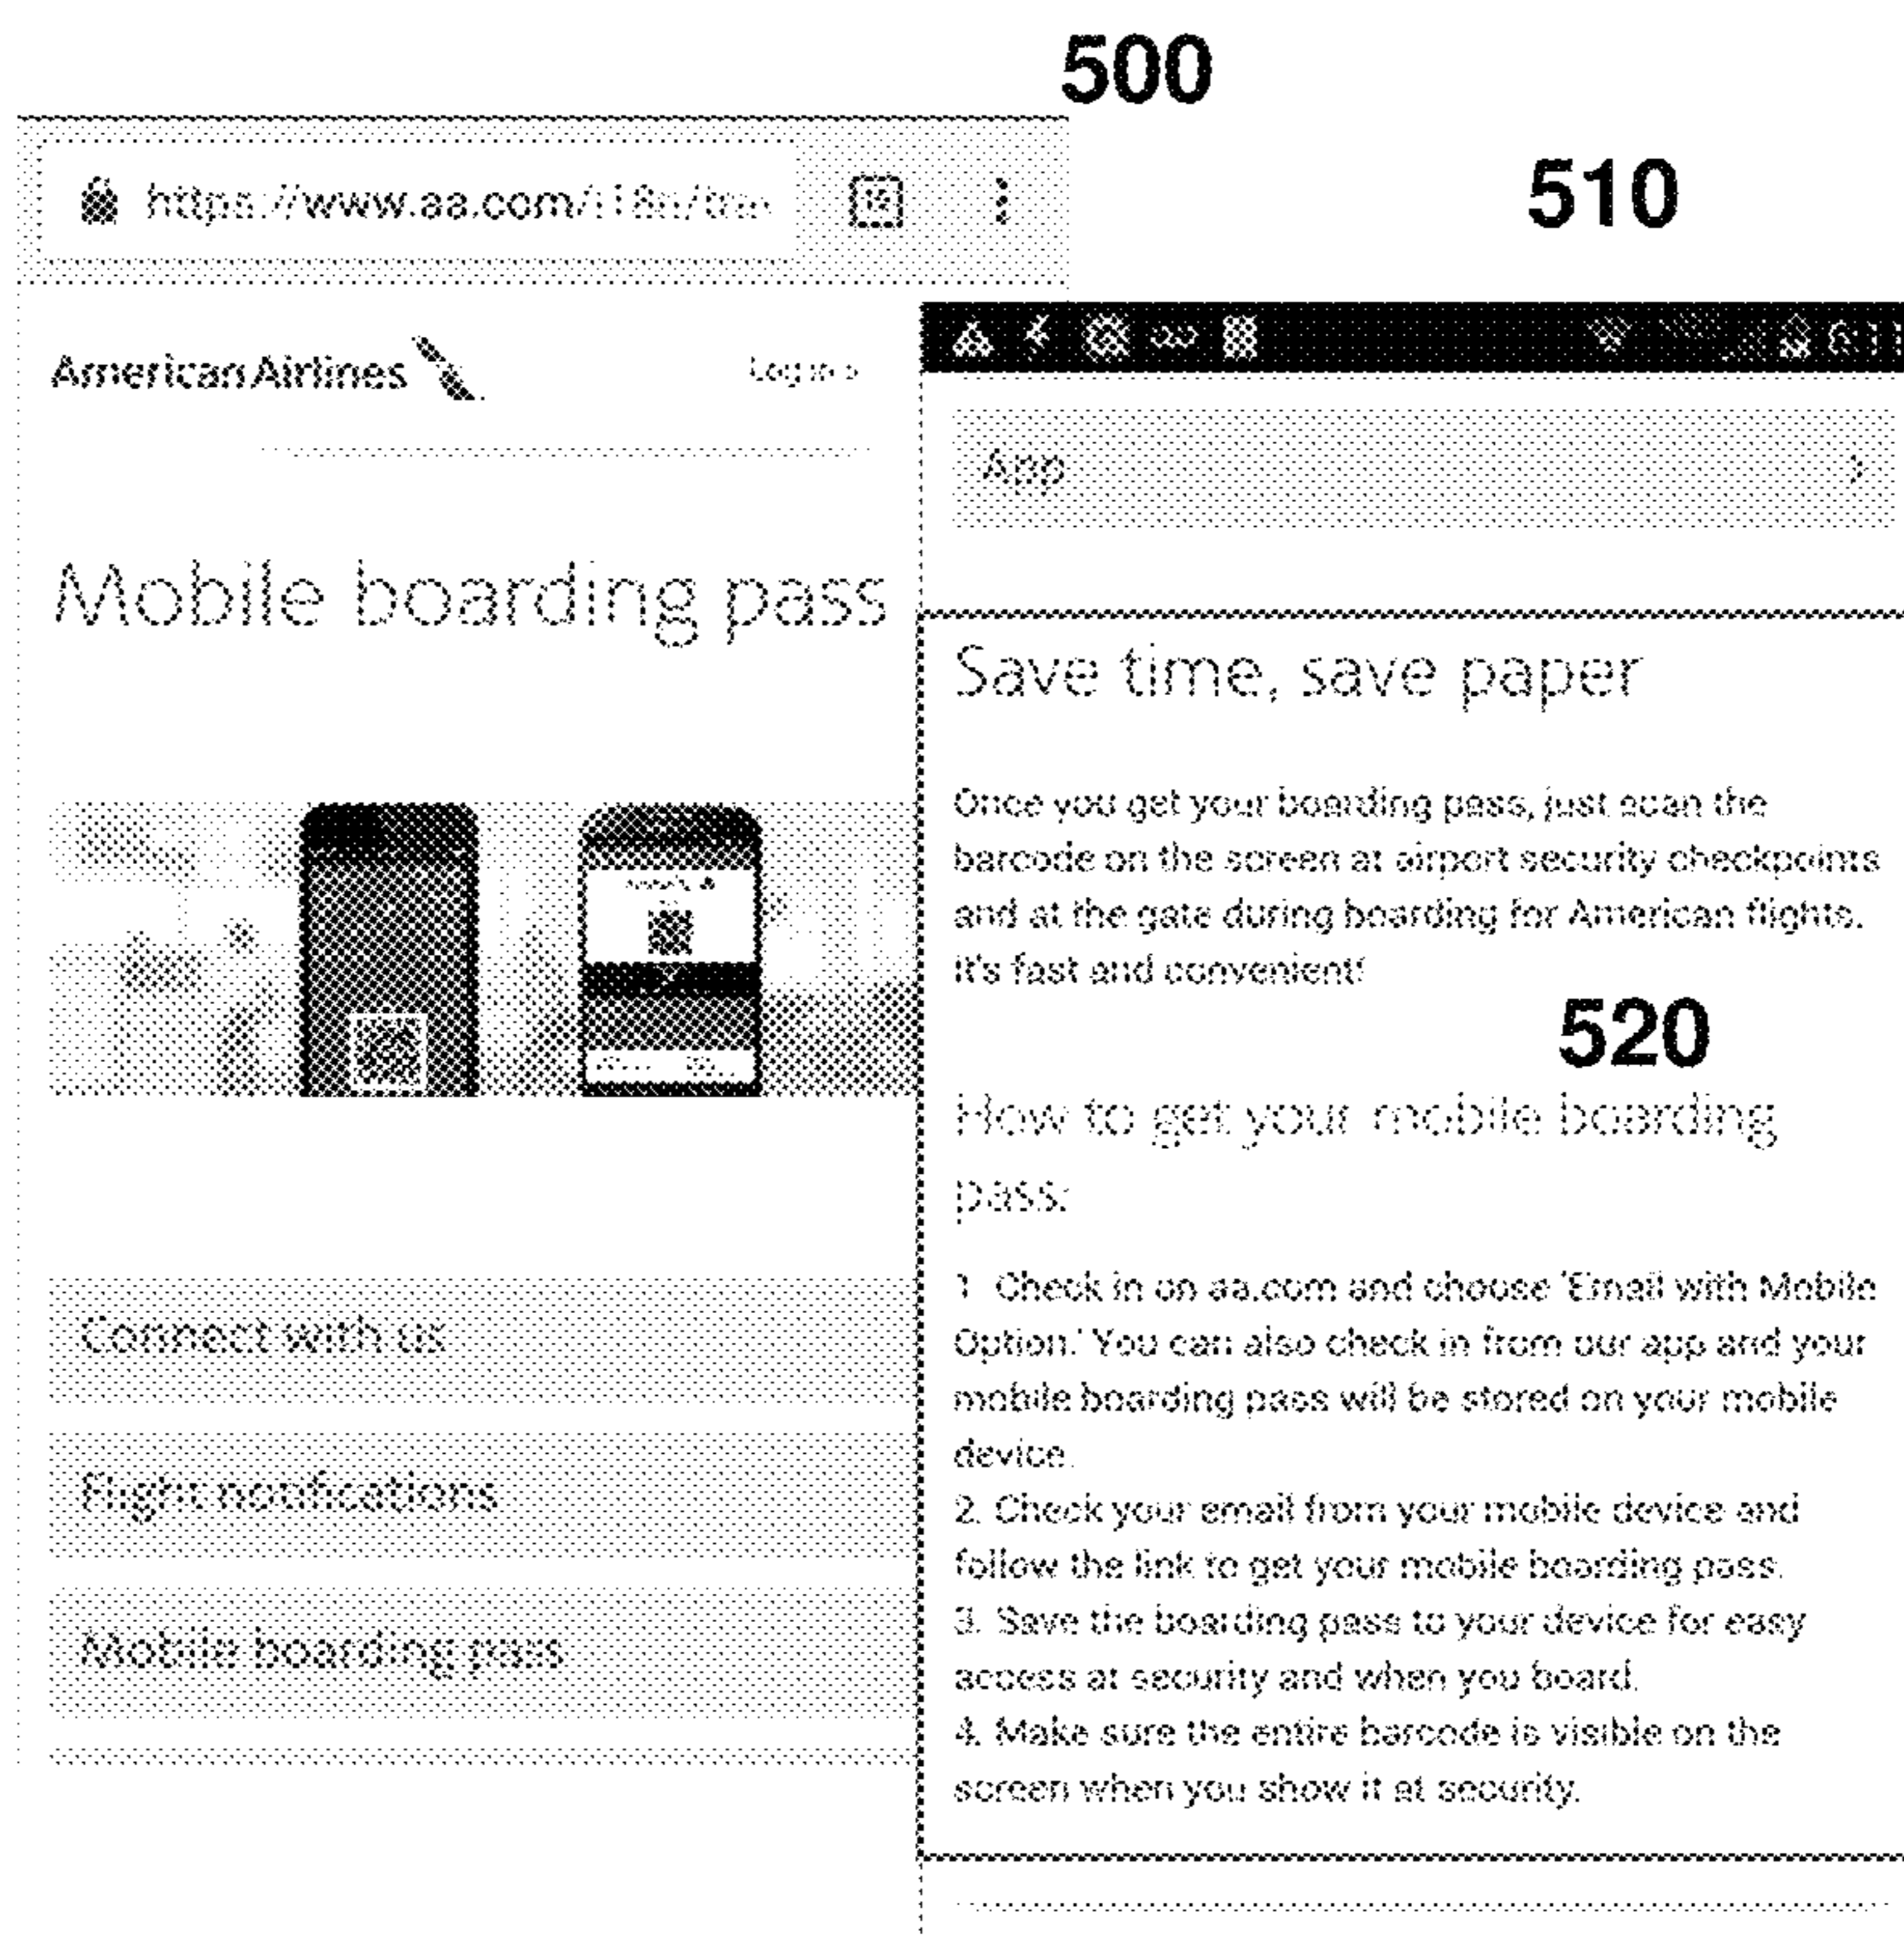 500
510
https://www.aa.com/i18n/trav
American Airlines
Log in »
Mobile boarding pass
Connect with us
Flight notifications
Mobile boarding pass
App
Save time, save paper
Once you get your boarding pass, just scan the
barcode on the screen at airport security checkpoints
and at the gate during boarding for American flights.
It's fast and convenient!
520
How to get your mobile boarding
pass:
1 Check in on aa.com and choose 'Email with Mobile
Option.' You can also check in from our app and your
mobile boarding pass will be stored on your mobile
device.
2. Check your email from your mobile device and
follow the link to get your mobile boarding pass.
3. Save the boarding pass to your device for easy
access at security and when you board.
4. Make sure the entire barcode is visible on the
screen when you show it at security.